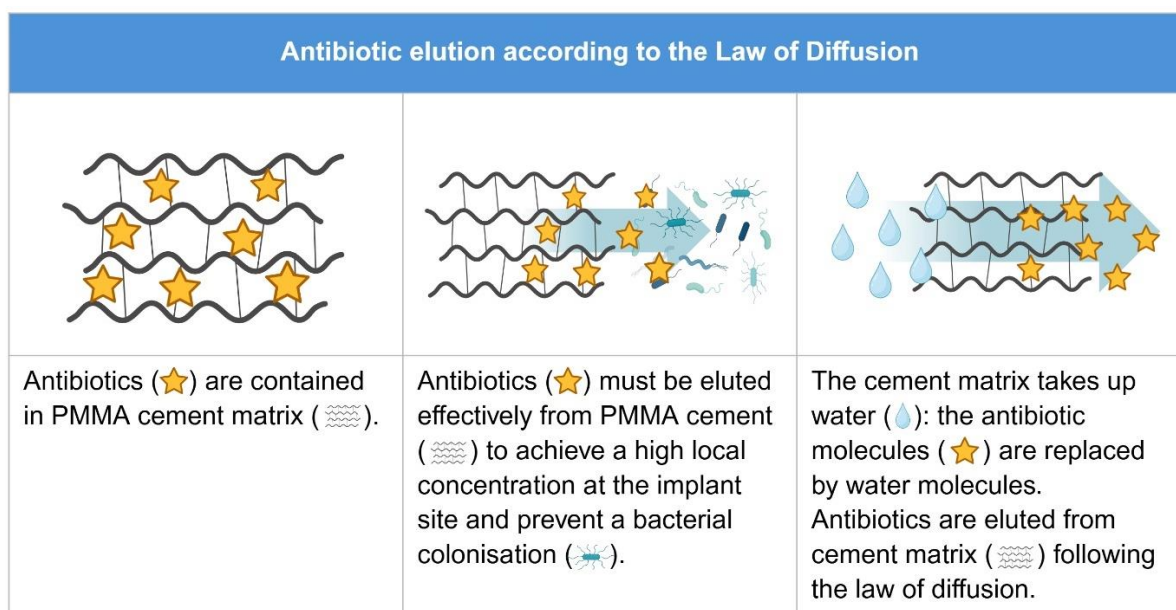 Antibiotic elution according to the Law of Diffusion
Antibiotics ( ) are contained
in PMMA cement matrix ( ).
Antibiotics ( ) must be eluted
effectively from PMMA cement
( ) to achieve a high local
concentration at the implant
site and prevent a bacterial
colonisation ( ).
The cement matrix takes up
water ( ): the antibiotic
molecules ( ) are replaced
by water molecules.
Antibiotics are eluted from
cement matrix ( ) following
the law of diffusion.